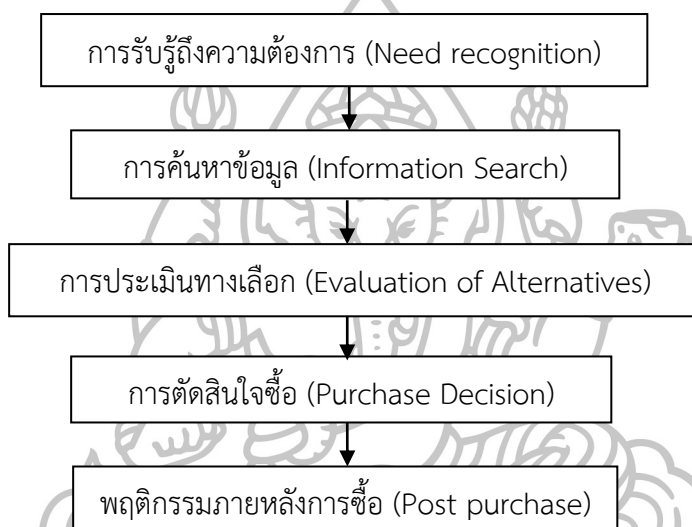 การรับรู้ถึงความต้องการ (Need recognition)
การค้นหาข้อมูล (Information Search)
การประเมินทางเลือก (Evaluation of Alternatives)
การตัดสินใจซื้อ (Purchase Decision)
พฤติกรรมภายหลังการซื้อ (Post purchase)